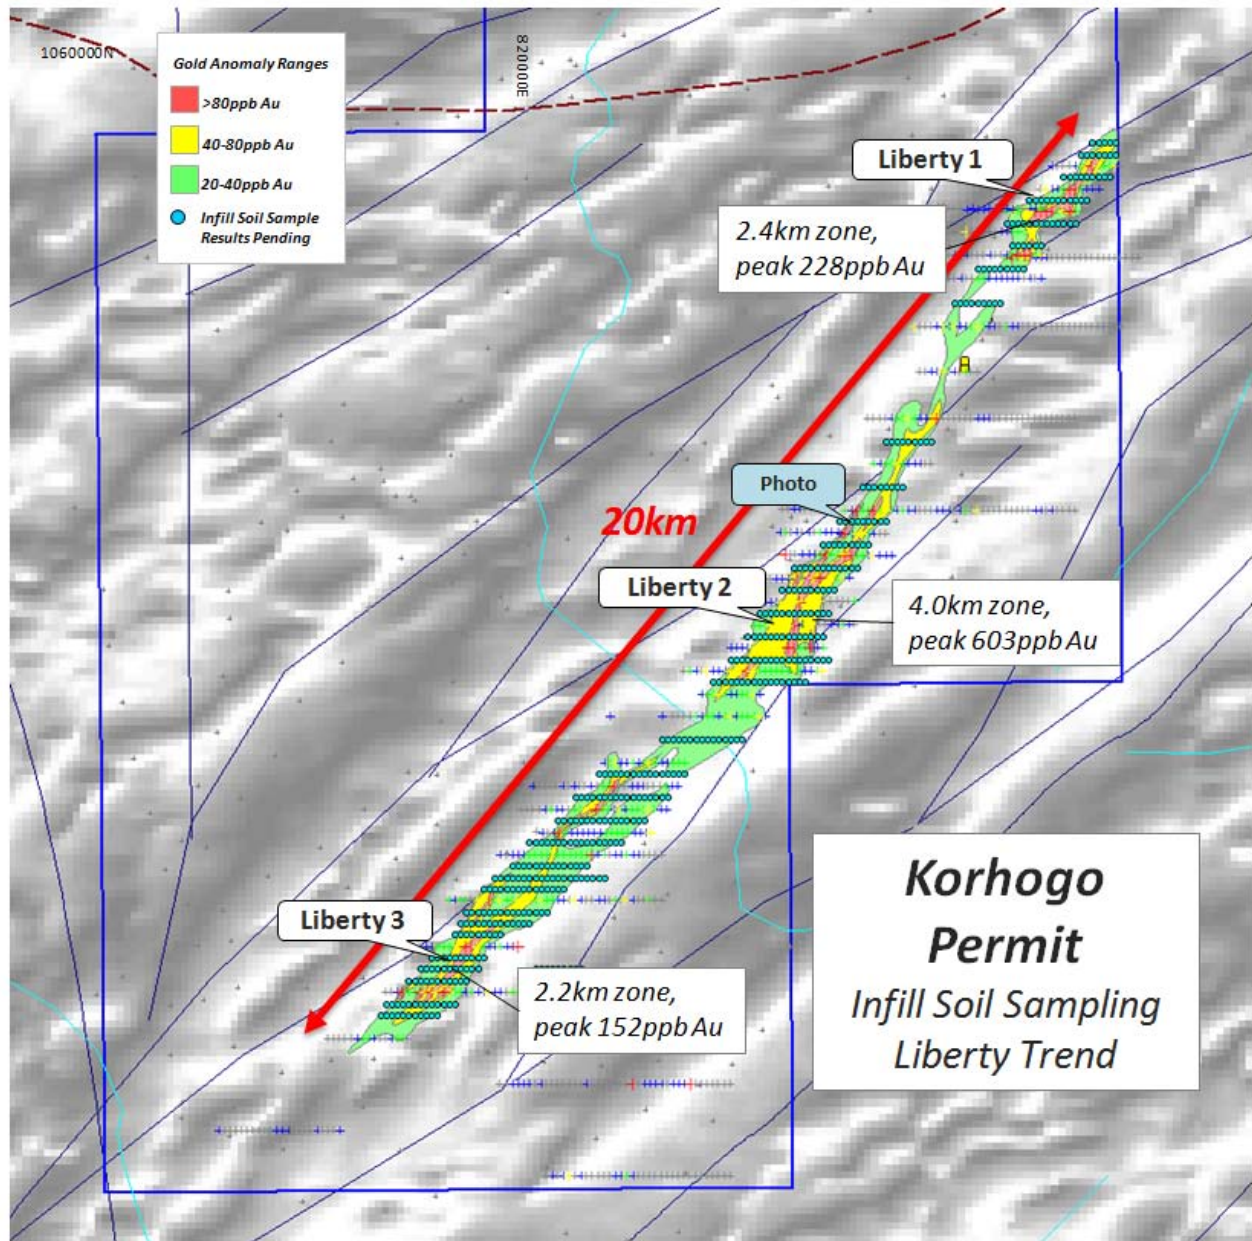 1060000N
820000E
Gold Anomaly Ranges
>80ppb Au
40-80ppb Au
20-40ppb Au
Infill Soil Sample
Results Pending
Liberty 1
2.4km zone,
peak 228ppb Au
Photo
20km
Liberty 2
4.0km zone,
peak 603ppb Au
Liberty 3
2.2km zone,
peak 152ppb Au
Korhogo
Permit
Infill Soil Sampling
Liberty Trend